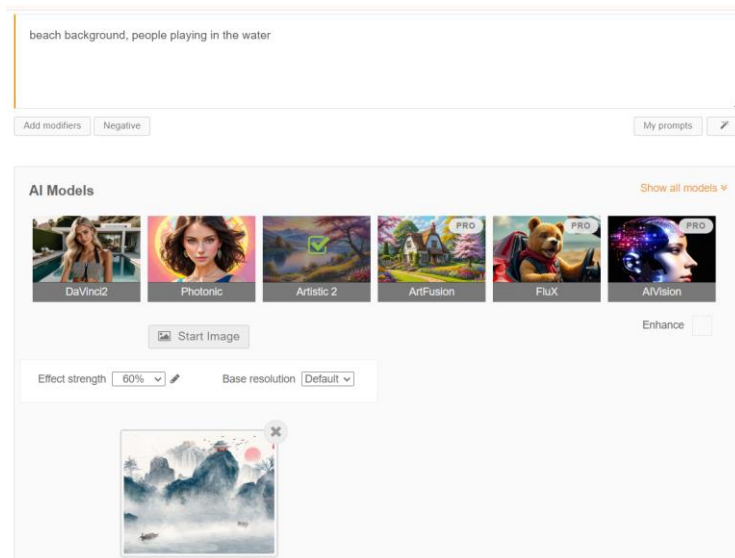 beach background, people playing in the water
Add modifiers Negative My prompts
AI Models Show all models
PRO PRO PRO
DaVinci2 Photonic Artistic 2 ArtFusion FluX AIVision
Start Image Enhance
Effect strength 60% Base resolution Default